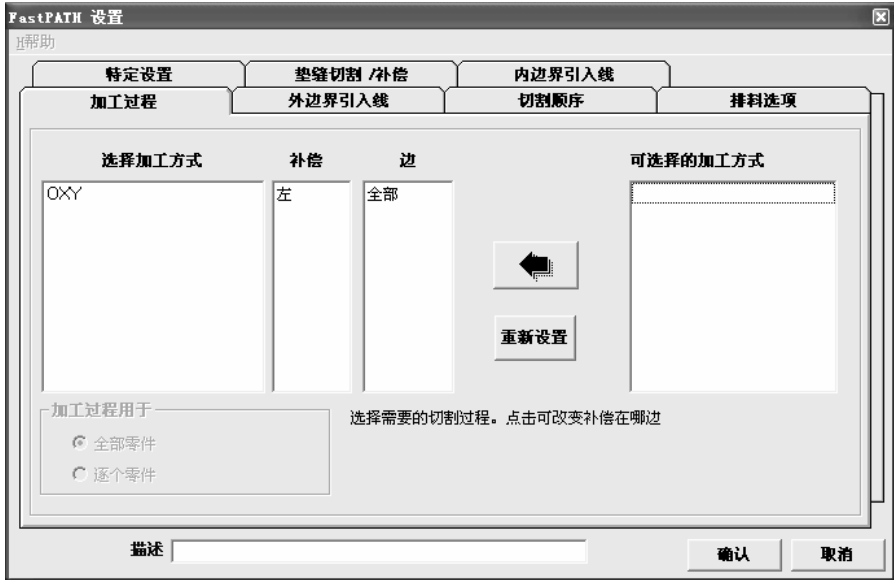 FastPATH 设置
H帮助
特定设置 垫缝切割 /补偿 内边界引入线
加工过程 外边界引入线 切割顺序 排料选项
选择加工方式 补偿 边 可选择的加工方式
OXY 左 全部
重新设置
加工过程用于
选择需要的切割过程。点击可改变补偿在哪边
全部零件
逐个零件
描述
确认 取消